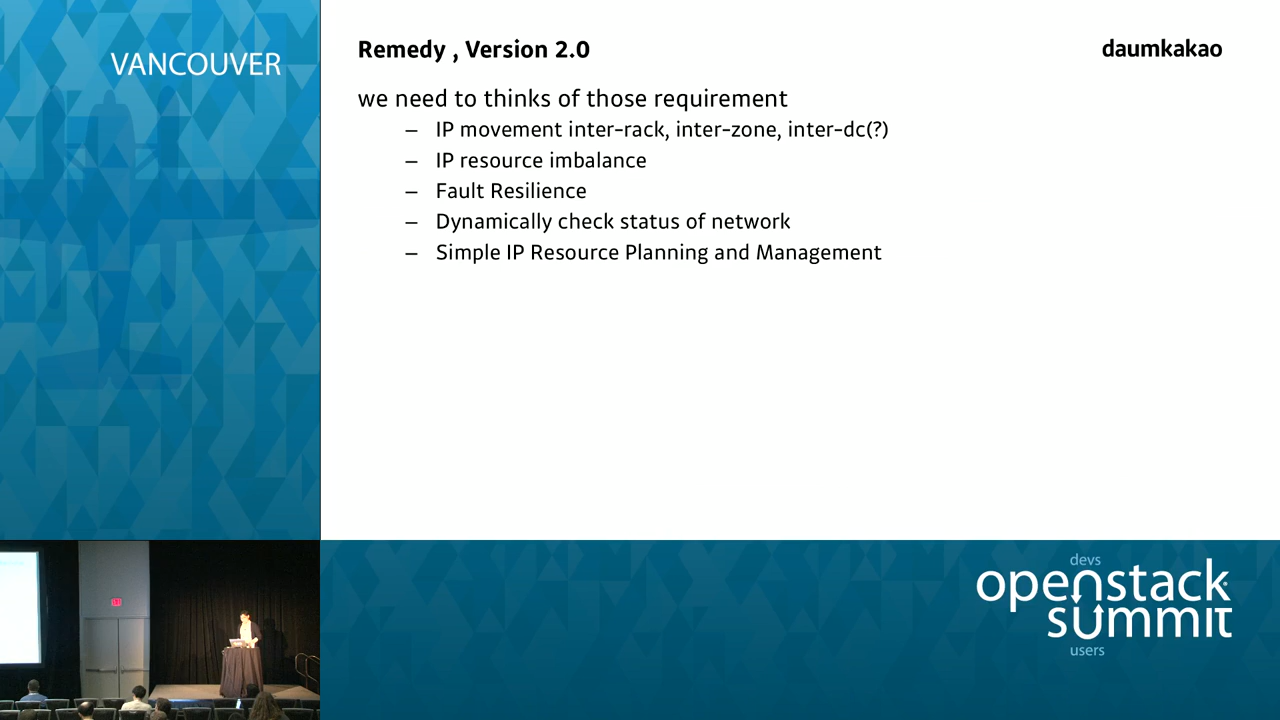 VANCOUVER
Remedy , Version 2.0
daumkakao
we need to thinks of those requirement
– IP movement inter-rack, inter-zone, inter-dc(?)
– IP resource imbalance
– Fault Resilience
– Dynamically check status of network
– Simple IP Resource Planning and Management
devs
openstack
summit
users